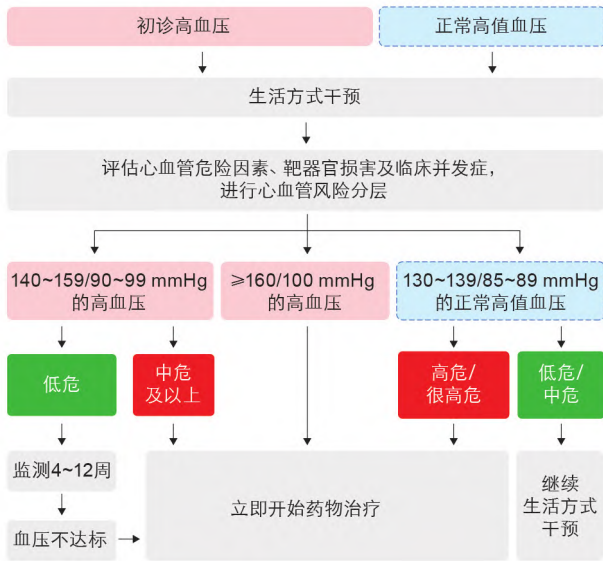 初诊高血压
正常高值血压
生活方式干预
评估心血管危险因素、靶器官损害及临床并发症，
进行心血管风险分层
140~159/90~99 mmHg
的高血压
≥160/100 mmHg
的高血压
130~139/85~89 mmHg
的正常高值血压
低危
中危
及以上
高危/
很高危
低危/
中危
监测4~12周
血压不达标
立即开始药物治疗
继续
生活方式
干预